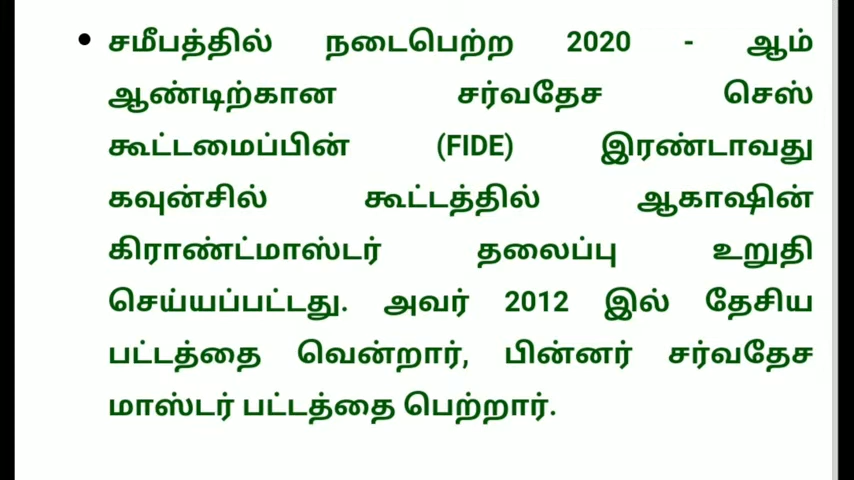 • சமீபத்தில் நடைபெற்ற 2020 - ஆம்
ஆண்டிற்கான சர்வதேச செஸ்
கூட்டமைப்பின் (FIDE) இரண்டாவது
கவுன்சில் கூட்டத்தில் ஆகாஷின்
கிராண்ட்மாஸ்டர் தலைப்பு உறுதி
செய்யப்பட்டது. அவர் 2012 இல் தேசிய
பட்டத்தை வென்றார், பின்னர் சர்வதேச
மாஸ்டர் பட்டத்தை பெற்றார்.